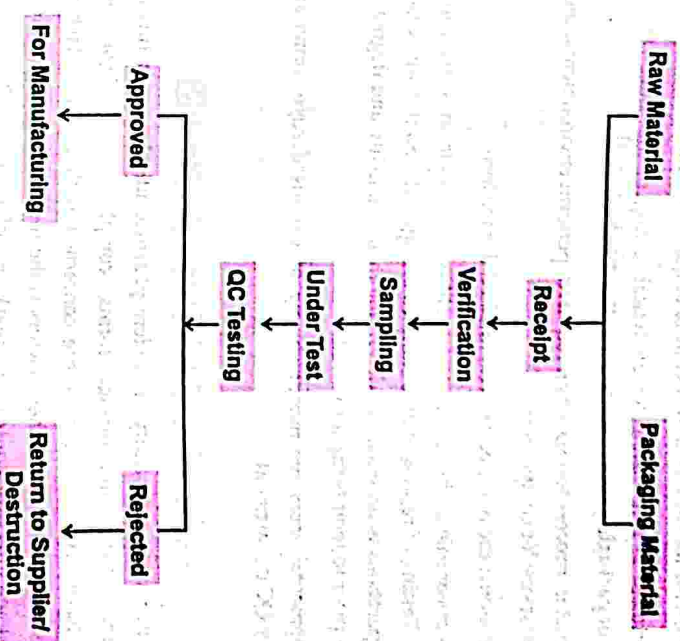 Raw Material
Packaging Material
Receipt
Verification
Sampling
Under Test
QC Testing
Approved
Rejected
For Manufacturing
Return to Supplier/
Destruction